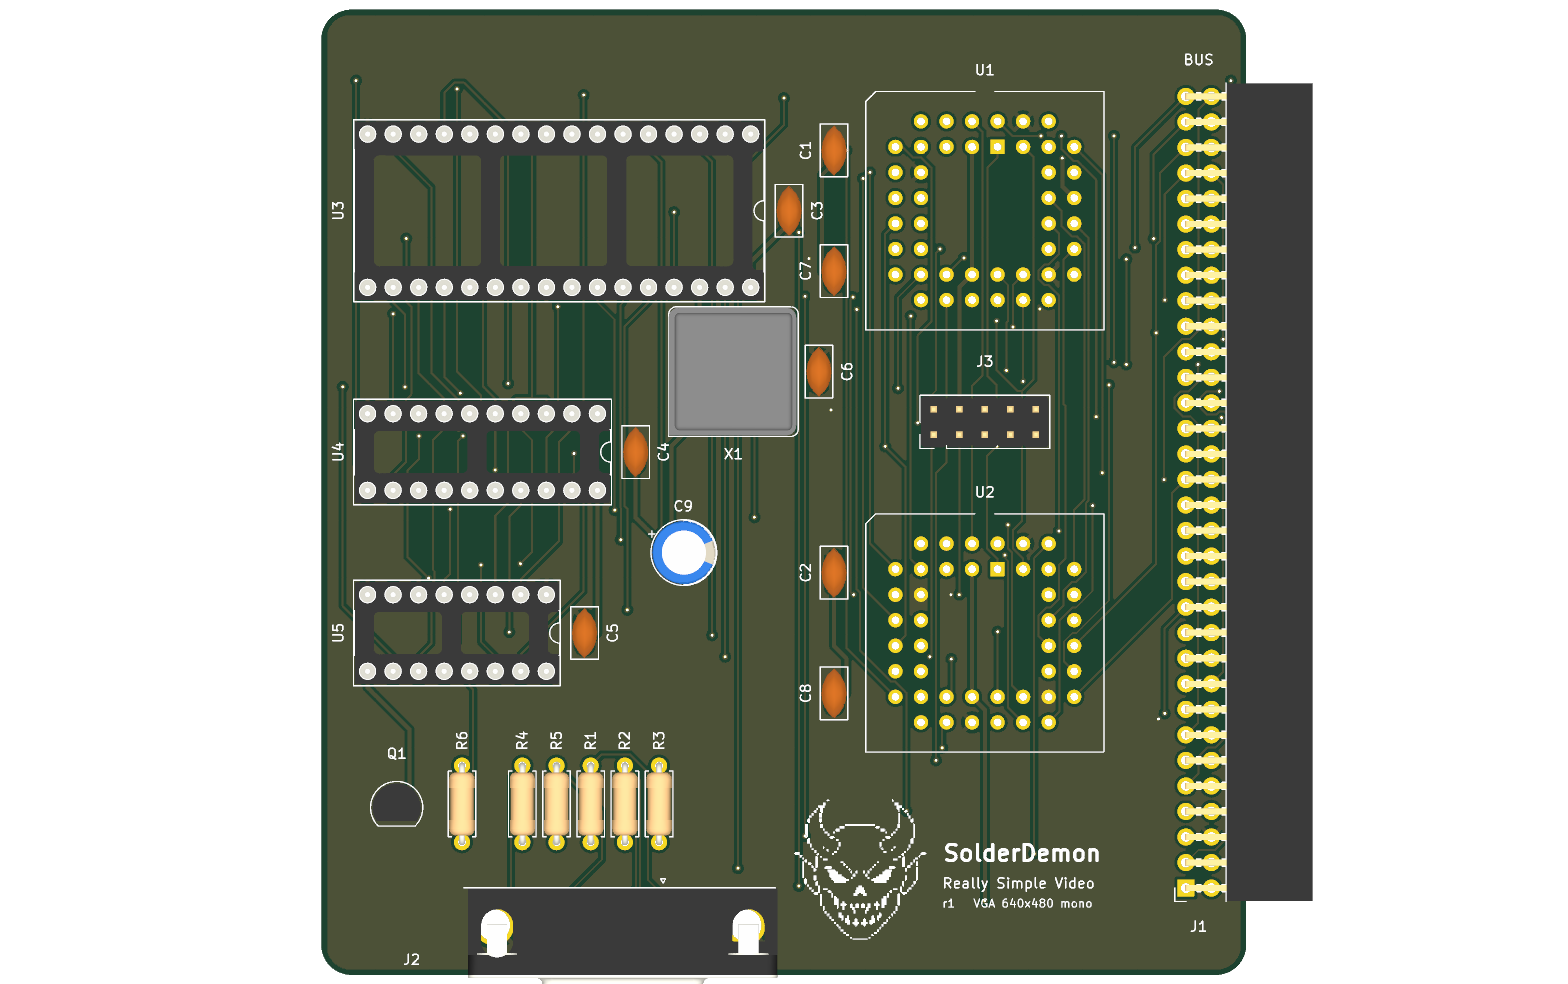 BUS
U1
C1
U3
C3
C7
J3
C6
U4
C4
X1
U2
C9
+
C2
U5
C5
C8
R6
R4
R5
R1
R2
R3
Q1
SolderDemon
Really Simple Video
r1 VGA 640x480 mono
J1
J2